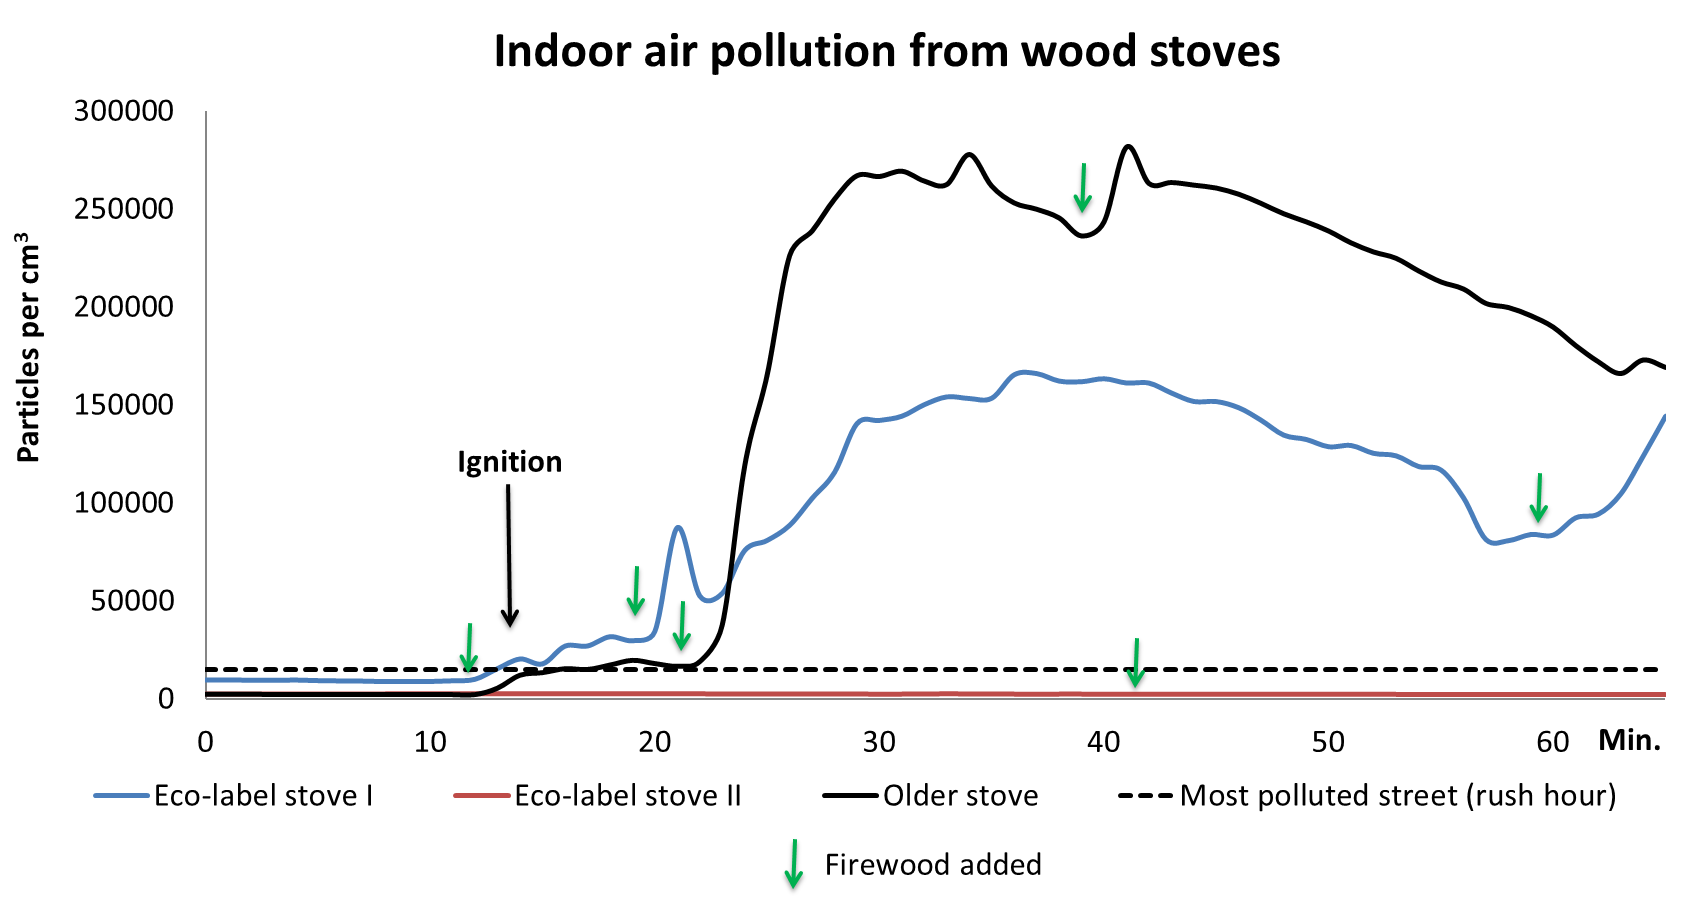 Indoor air pollution from wood stoves
Particles per cm³
300000
250000
200000
150000
100000
50000
0
Ignition
0 10 20 30 40 50 60 Min.
Eco-label stove I Eco-label stove II Older stove Most polluted street (rush hour)
Firewood added